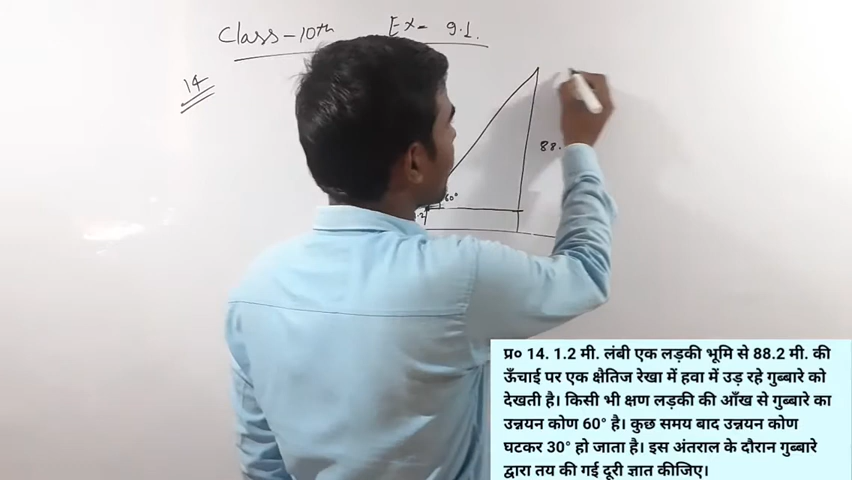 Class-10th Ex- 9.1.
14
60°
88.
.2
प्र० 14. 1.2 मी. लंबी एक लड़की भूमि से 88.2 मी. की
ऊँचाई पर एक क्षैतिज रेखा में हवा में उड़ रहे गुब्बारे को
देखती है। किसी भी क्षण लड़की की आँख से गुब्बारे का
उन्नयन कोण 60° है। कुछ समय बाद उन्नयन कोण
घटकर 30° हो जाता है। इस अंतराल के दौरान गुब्बारे
द्वारा तय की गई दूरी ज्ञात कीजिए।